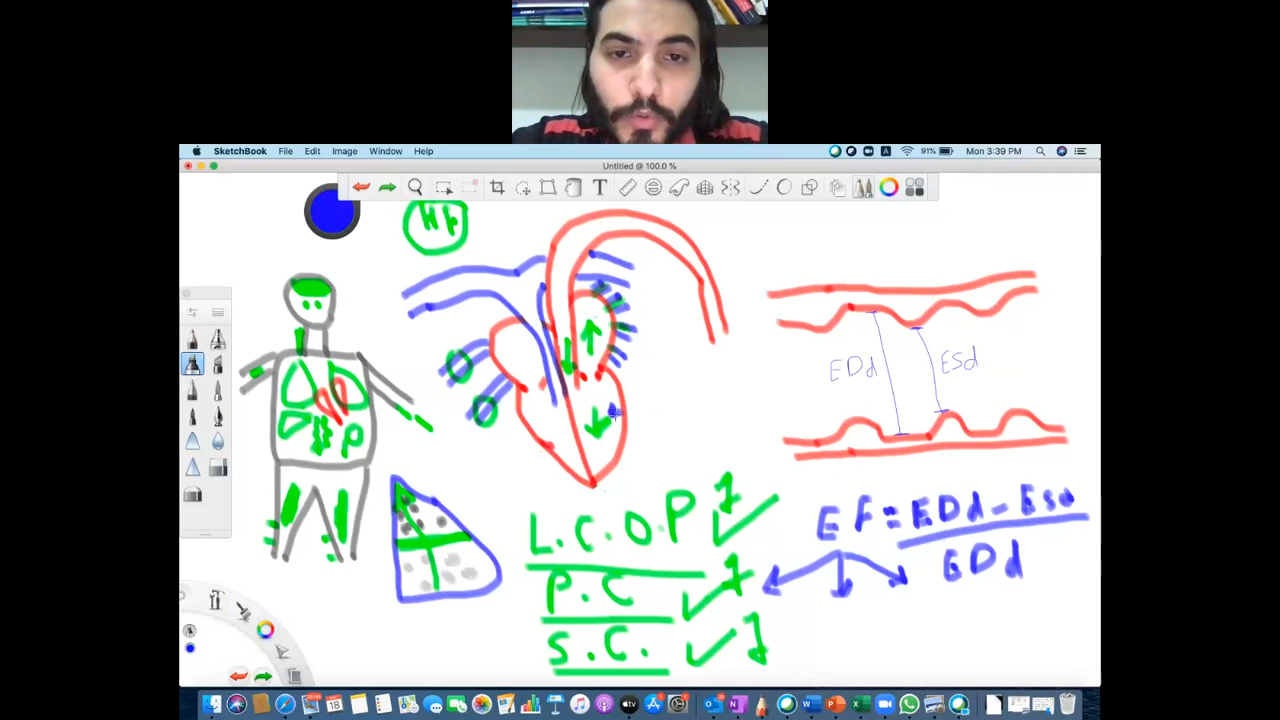 SketchBook File Edit Image Window Help
91% Mon 3:39 PM
Untitled @ 100.0 %
HF
EDd
ESd
L.C.O.P
P.C
S.C.
EF = EDd - ESd
EDd